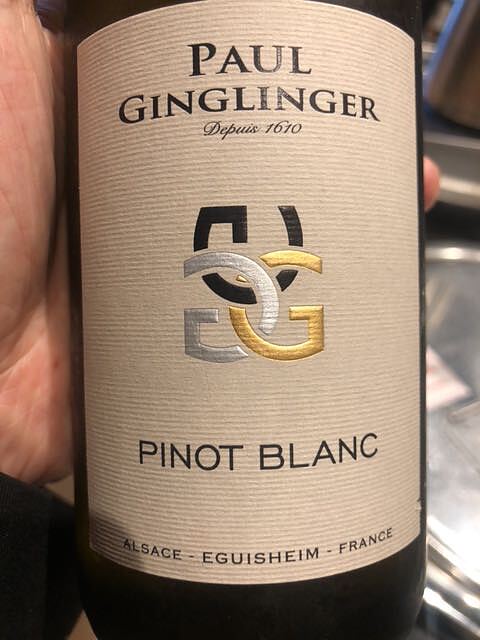 PAUL
GINGLINGER
Depuis 1610
PINOT BLANC
ALSACE - EGUISHEIM - FRANCE